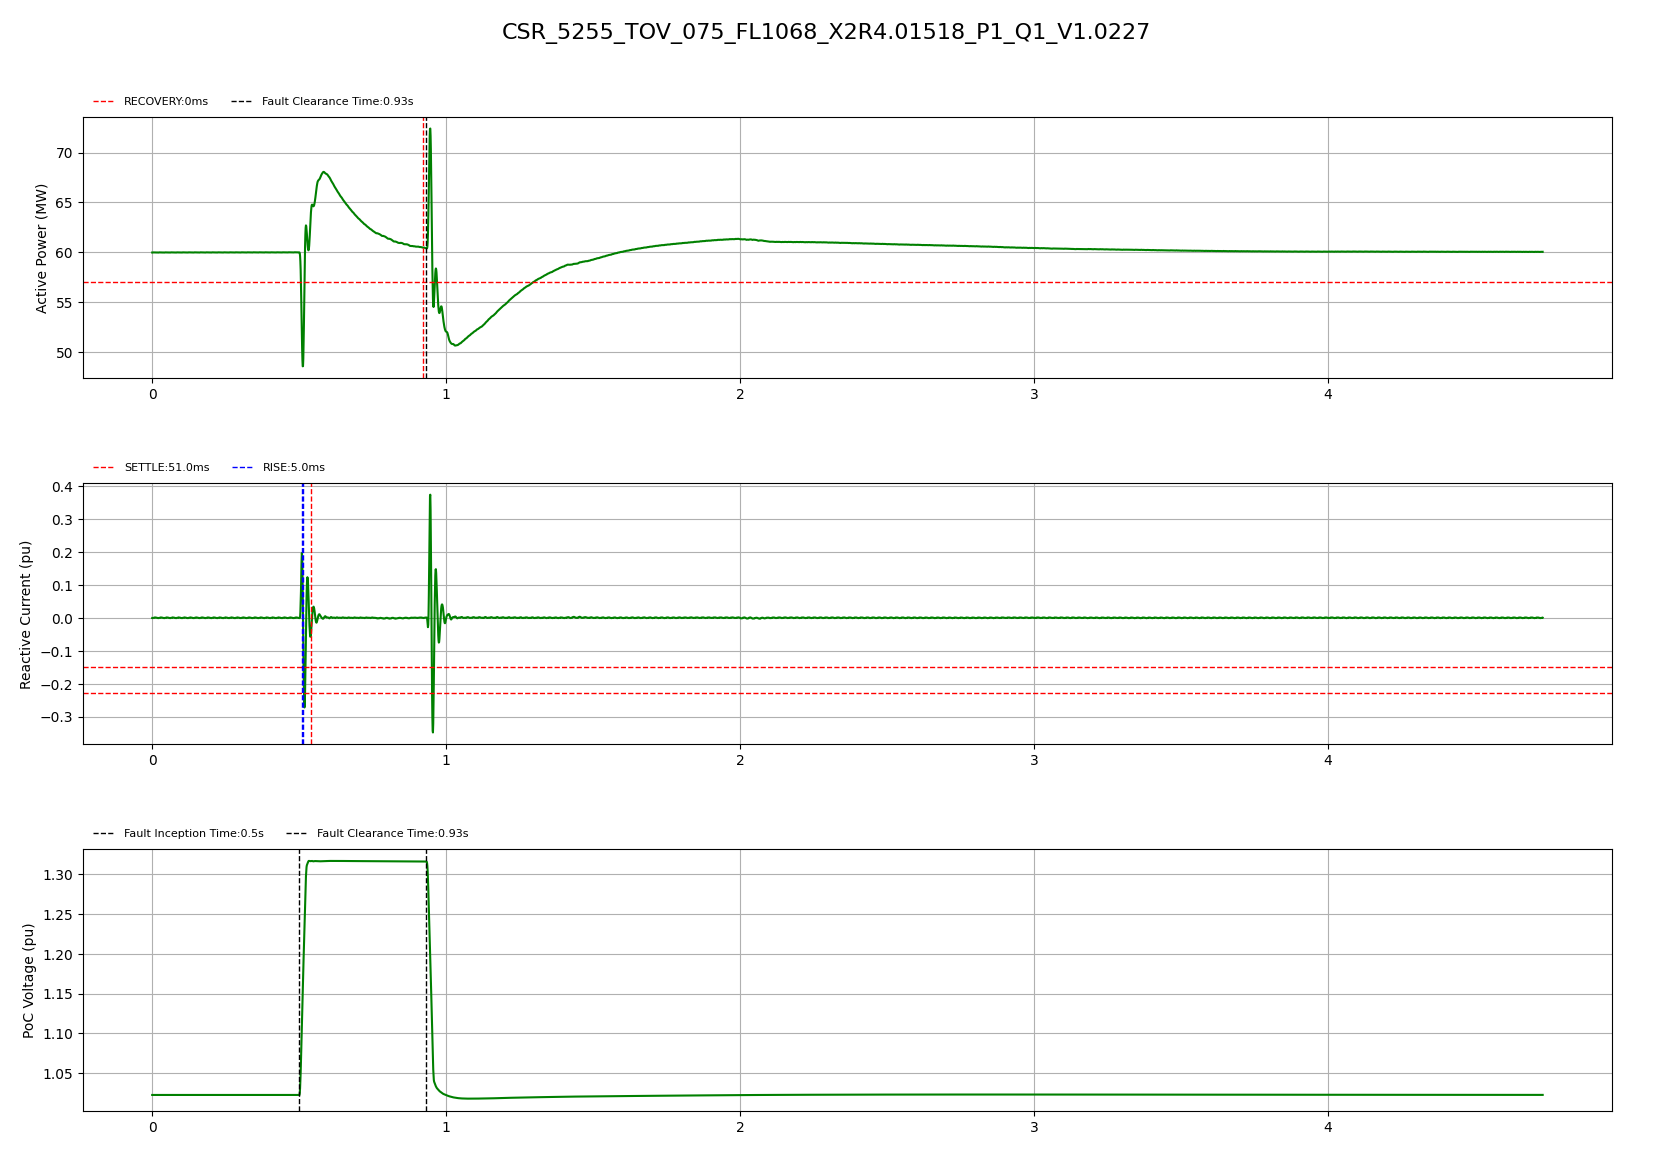 CSR_5255_TOV_075_FL1068_X2R4.01518_P1_Q1_V1.0227
RECOVERY:0ms Fault Clearance Time:0.93s
Active Power (MW)
70
65
60
55
50
0 1 2 3 4
SETTLE:51.0ms RISE:5.0ms
Reactive Current (pu)
0.4
0.3
0.2
0.1
0.0
−0.1
−0.2
−0.3
0 1 2 3 4
Fault Inception Time:0.5s Fault Clearance Time:0.93s
PoC Voltage (pu)
1.30
1.25
1.20
1.15
1.10
1.05
0 1 2 3 4